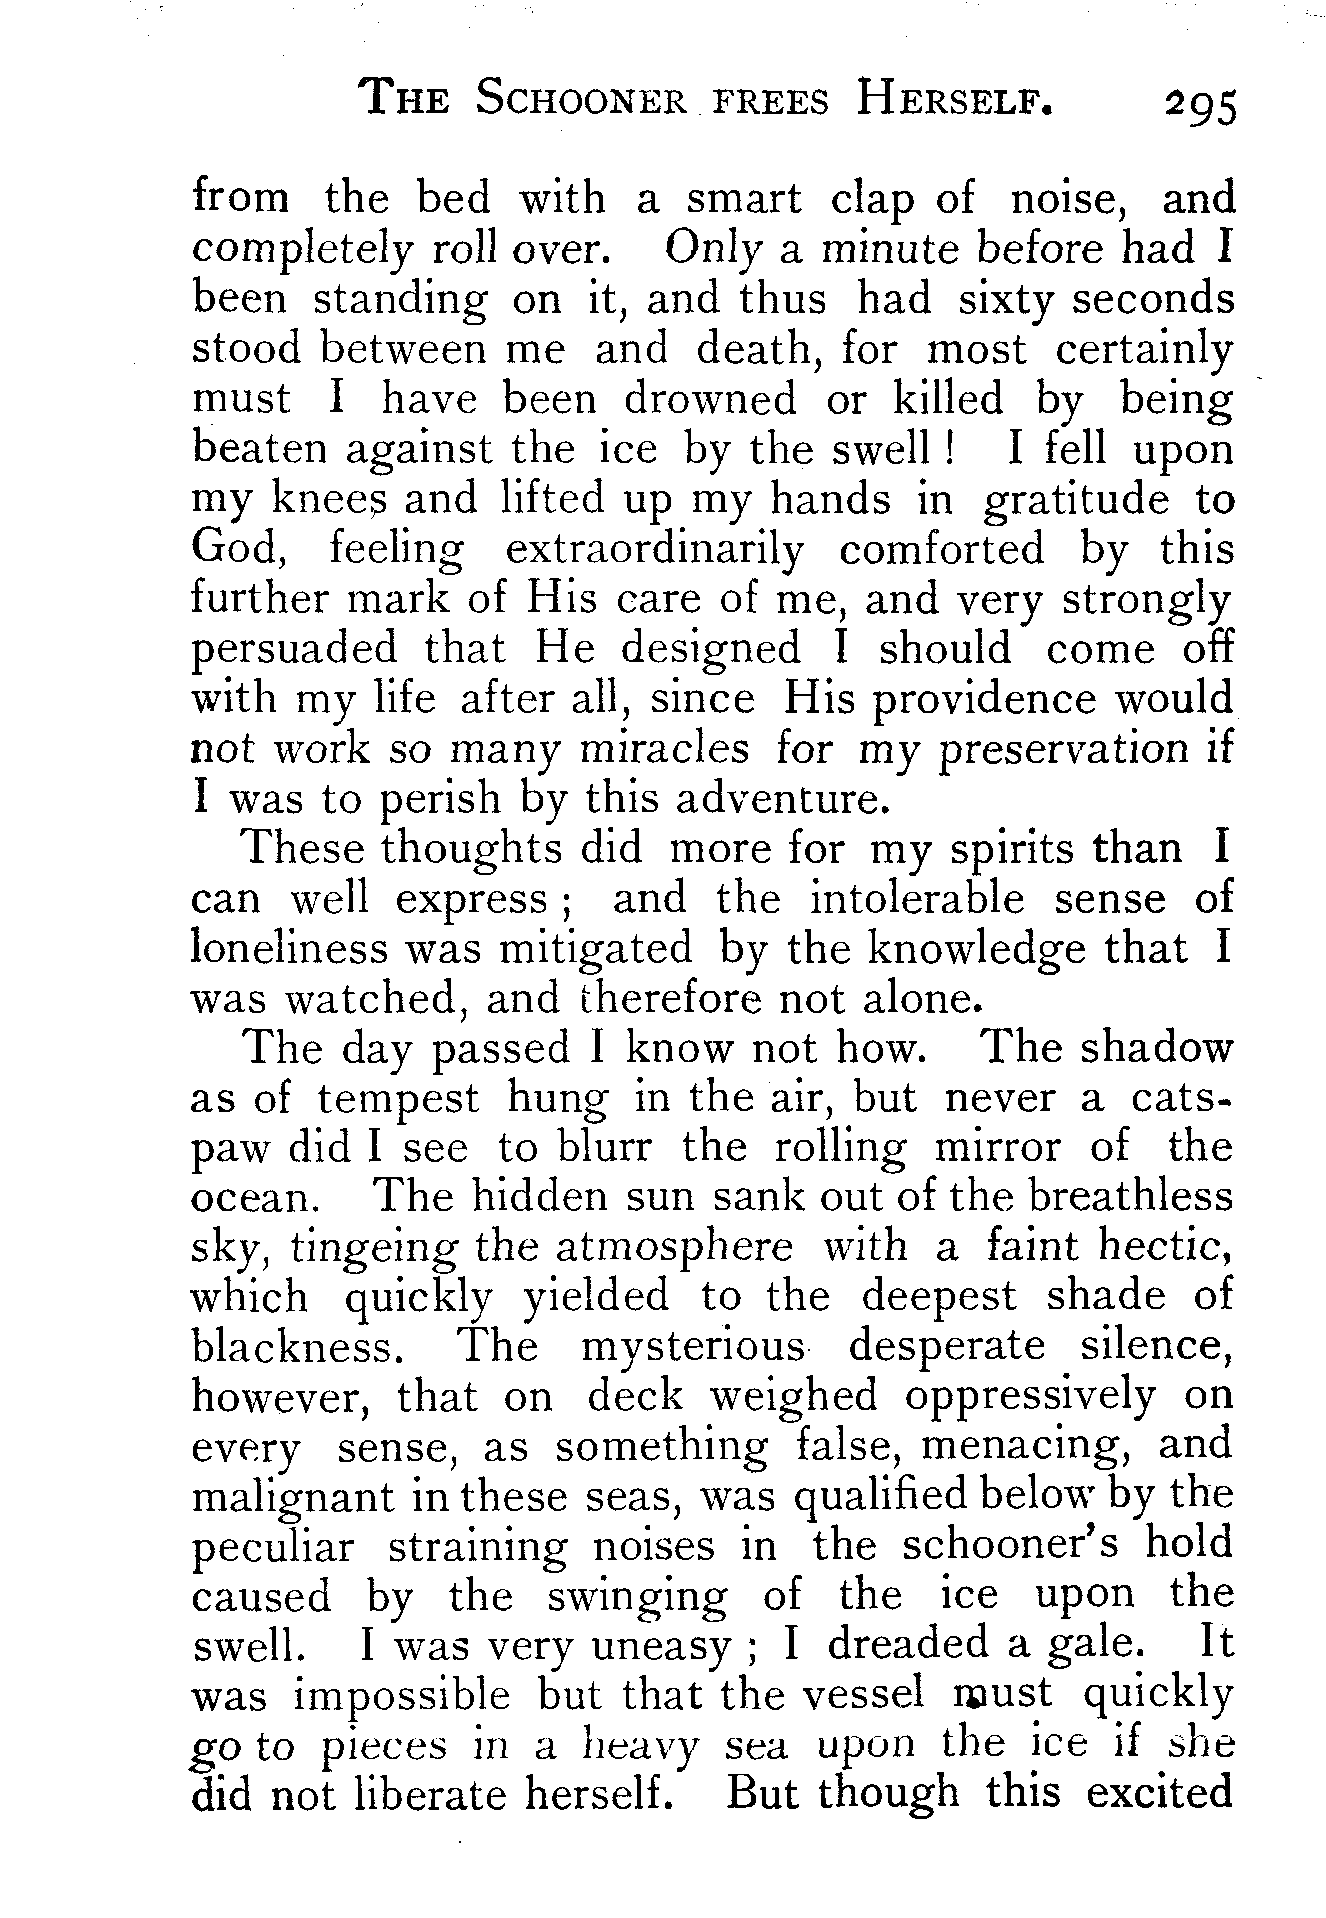 THE SCHOONER FREES HERSELF. 295
from the bed with a smart clap of noise, and
completely roll over. Only a minute before had I
been standing on it, and thus had sixty seconds
stood between me and death, for most certainly
must I have been drowned or killed by being
beaten against the ice by the swell ! I fell upon
my knees and lifted up my hands in gratitude to
God, feeling extraordinarily comforted by this
further mark of His care of me, and very strongly
persuaded that He designed I should come off
with my life after all, since His providence would
not work so many miracles for my preservation if
I was to perish by this adventure.
These thoughts did more for my spirits than I
can well express ; and the intolerable sense of
loneliness was mitigated by the knowledge that I
was watched, and therefore not alone.
The day passed I know not how. The shadow
as of tempest hung in the air, but never a cats-
paw did I see to blurr the rolling mirror of the
ocean. The hidden sun sank out of the breathless
sky, tingeing the atmosphere with a faint hectic,
which quickly yielded to the deepest shade of
blackness. The mysterious desperate silence,
however, that on deck weighed oppressively on
every sense, as something false, menacing, and
malignant in these seas, was qualified below by the
peculiar straining noises in the schooner's hold
caused by the swinging of the ice upon the
swell. I was very uneasy ; I dreaded a gale. It
was impossible but that the vessel must quickly
go to pieces in a heavy sea upon the ice if she
did not liberate herself. But though this excited